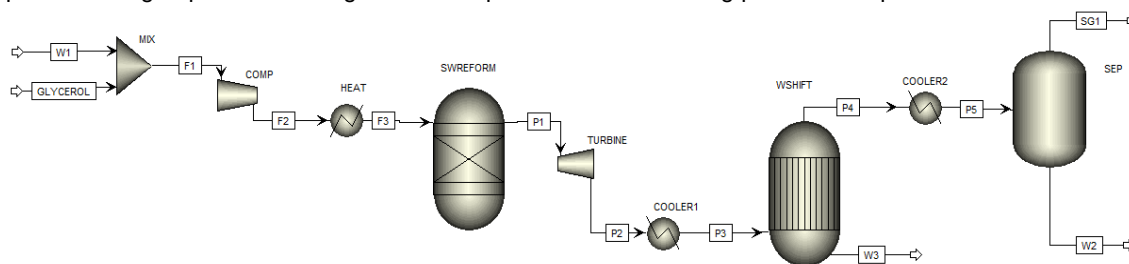 SG1
MIX
W1
COOLER2
SEP
COMP
SWREFORM
WSHIFT
F1
HEAT
P4
P5
GLYCEROL
F2
F3
P1
TURBINE
COOLER1
P2
P3
W3
W2